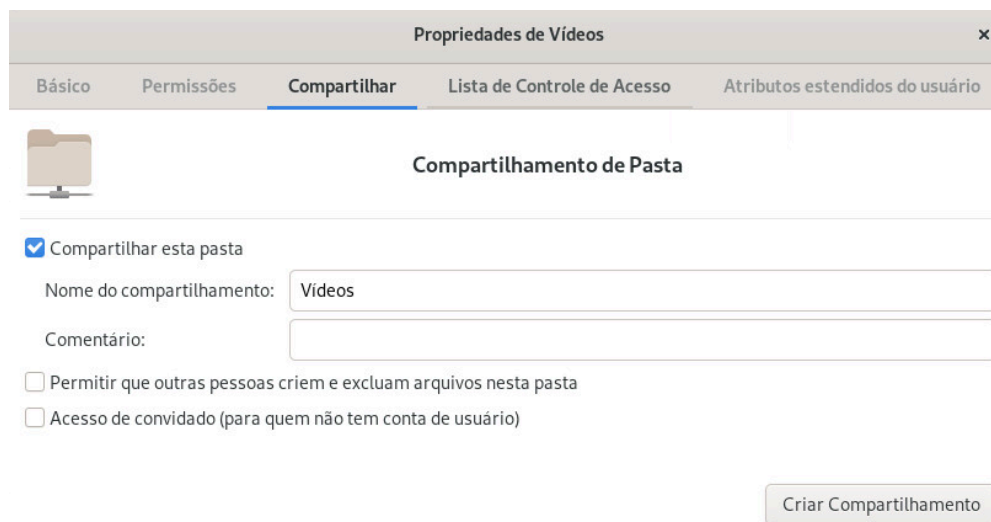 Propriedades de Vídeos ×
Básico Permissões Compartilhar Lista de Controle de Acesso Atributos estendidos do usuário
Compartilhamento de Pasta
Compartilhar esta pasta
Nome do compartilhamento: Vídeos
Comentário:
Permitir que outras pessoas criem e excluam arquivos nesta pasta
Acesso de convidado (para quem não tem conta de usuário)
Criar Compartilhamento